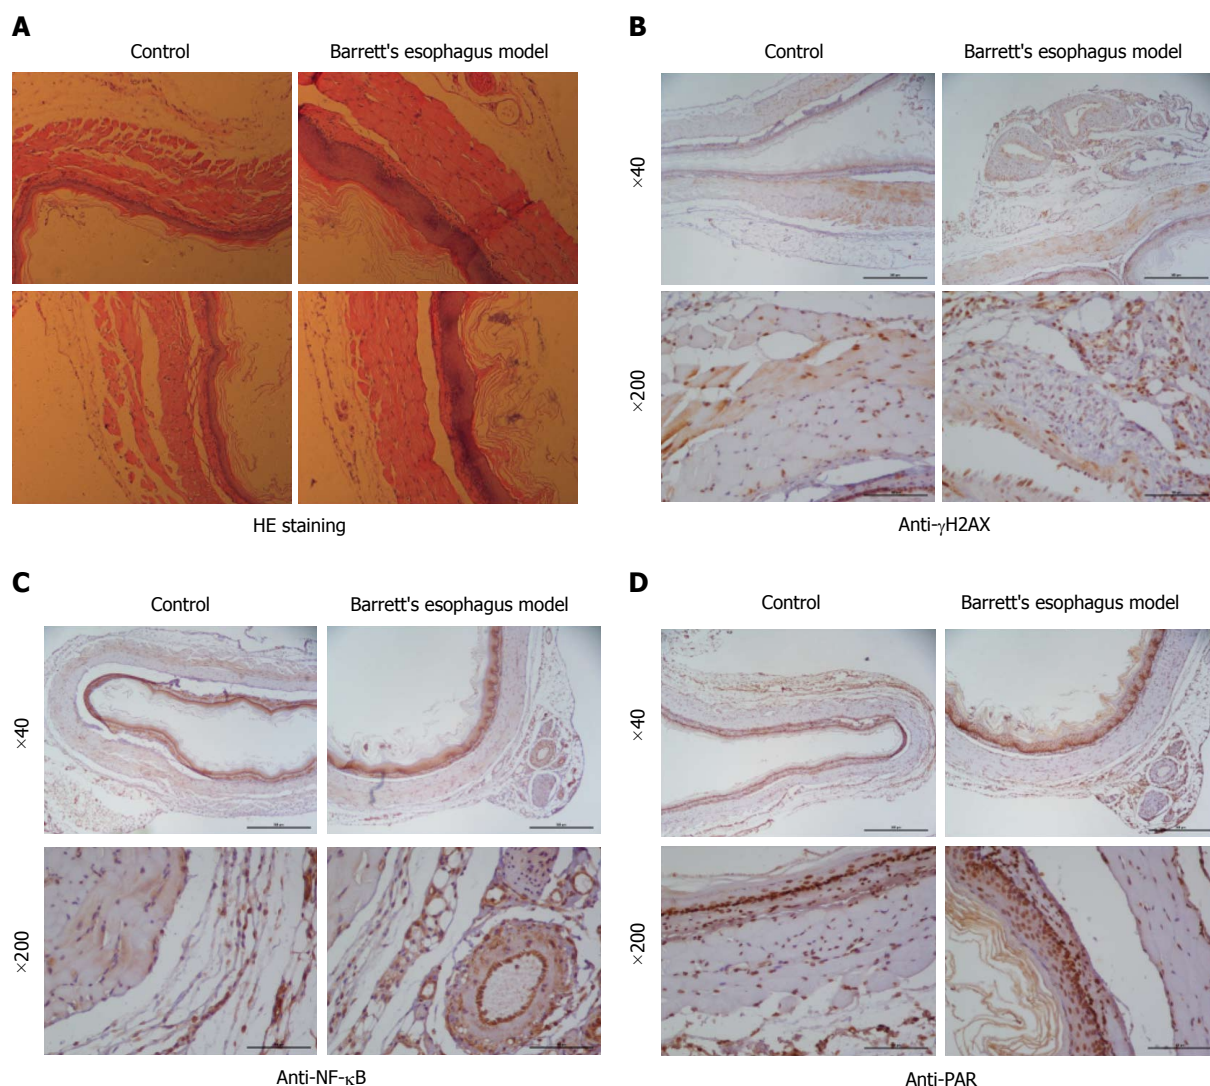 A
Control Barrett's esophagus model
HE staining
B
Control Barrett's esophagus model
×40
×200
Anti-γH2AX
C
Control Barrett's esophagus model
×40
×200
Anti-NF-κB
D
Control Barrett's esophagus model
×40
×200
Anti-PAR